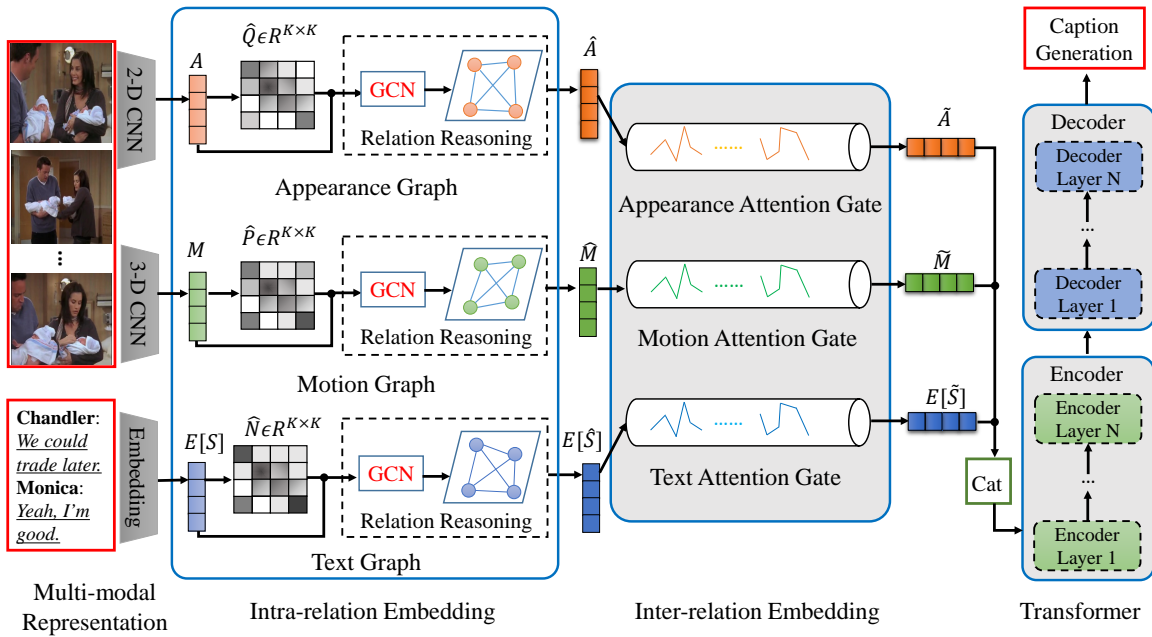 2-D CNN
3-D CNN
...
Chandler:
We could
trade later.
Monica:
Yeah, I'm
good.
Embedding
Multi-modal
Representation
A
Q̂ϵR^{K×K}
GCN
Relation Reasoning
Appearance Graph
M
P̂ϵR^{K×K}
GCN
Relation Reasoning
Motion Graph
E[S]
N̂ϵR^{K×K}
GCN
Relation Reasoning
Text Graph
Intra-relation Embedding
Â
M̂
E[Ŝ]
......
Appearance Attention Gate
......
Motion Attention Gate
......
Text Attention Gate
Inter-relation Embedding
Ã
M̃
E[S̃]
Cat
Caption
Generation
Decoder
Decoder
Layer N
...
Decoder
Layer 1
Encoder
Encoder
Layer N
...
Encoder
Layer 1
Transformer